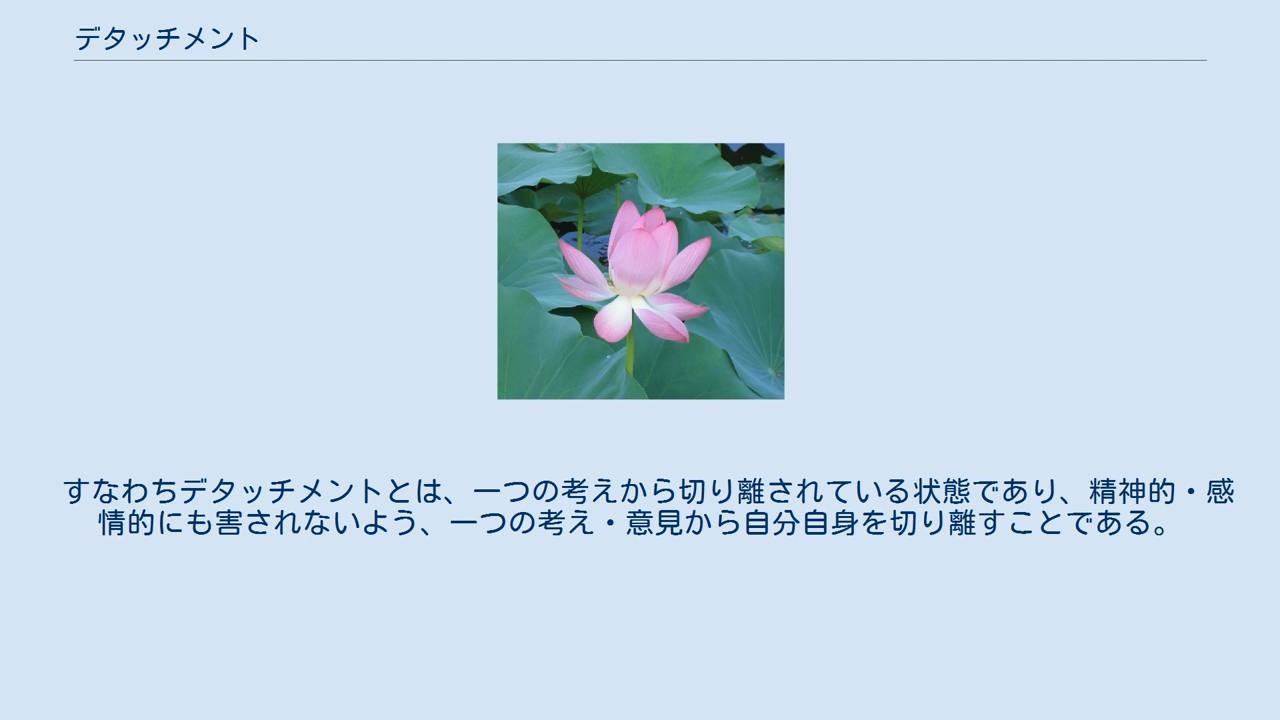 デタッチメント
すなわちデタッチメントとは、一つの考えから切り離されている状態であり、精神的・感
情的にも害されないよう、一つの考え・意見から自分自身を切り離すことである。